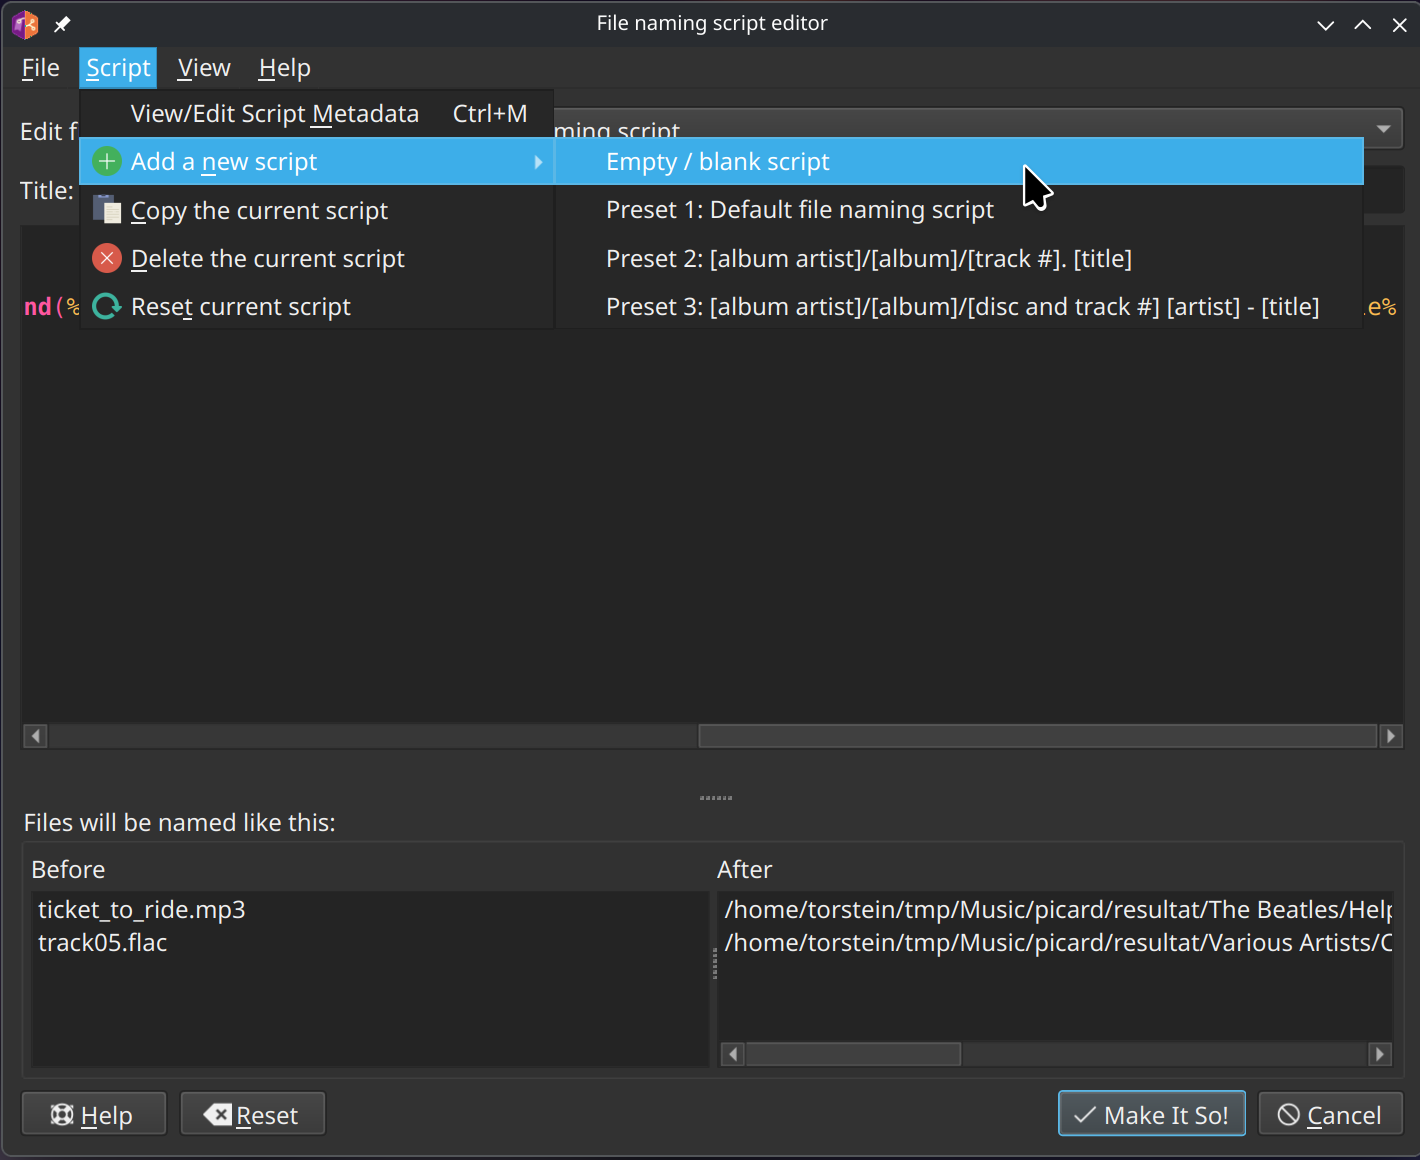 File naming script editor
File Script View Help
View/Edit Script Metadata Ctrl+M
Edit f ming script
Add a new script Empty / blank script
Title:
Copy the current script Preset 1: Default file naming script
Delete the current script Preset 2: [album artist]/[album]/[track #]. [title]
nd(% Reset current script Preset 3: [album artist]/[album]/[disc and track #] [artist] - [title] e%
Files will be named like this:
Before After
ticket_to_ride.mp3 /home/torstein/tmp/Music/picard/resultat/The Beatles/Help
track05.flac /home/torstein/tmp/Music/picard/resultat/Various Artists/C
Help Reset Make It So! Cancel